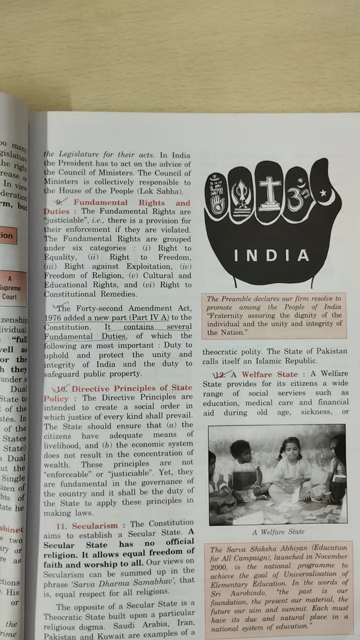 the Legislature for their acts. In India
the President has to act on the advice of
the Council of Ministers. The Council of
Ministers is collectively responsible to
the House of the People (Lok Sabha).
9. Fundamental Rights and
Duties : The Fundamental Rights are
"justiciable", i.e., there is a provision for
their enforcement if they are violated.
The Fundamental Rights are grouped
under six categories : (i) Right to
Equality, (ii) Right to Freedom,
(iii) Right against Exploitation, (iv)
Freedom of Religion, (v) Cultural and
Educational Rights, and (vi) Right to
Constitutional Remedies.
The Forty-second Amendment Act,
1976 added a new part (Part IV A) to the
Constitution. It contains several
Fundamental Duties, of which the
following are most important : Duty to
uphold and protect the unity and
integrity of India and the duty to
safeguard public property.
10. Directive Principles of State
Policy : The Directive Principles are
intended to create a social order in
which justice of every kind shall prevail.
The State should ensure that (a) the
citizens have adequate means of
livelihood, and (b) the economic system
does not result in the concentration of
wealth. These principles are not
"enforceable" or "justiciable" Yet, they
are fundamental in the governance of
the country and it shall be the duty of
the State to apply these principles in
making laws.
11. Secularism : The Constitution
aims to establish a Secular State. A
Secular State has no official
religion. It allows equal freedom of
faith and worship to all. Our views on
Secularism can be summed up in the
phrase 'Sarva Dharma Samabhav', that
is, equal respect for all religions.
The opposite of a Secular State is a
Theocratic State built upon a particular
religious dogma. Saudi Arabia, Iran,
Pakistan and Kuwait are examples of a
INDIA
The Preamble declares our firm resolve to
promote among the People of India
"Fraternity assuring the dignity of the
individual and the unity and integrity of
the Nation."
theocratic polity. The State of Pakistan
calls itself an Islamic Republic.
12. A Welfare State : A Welfare
State provides for its citizens a wide
range of social services such as
education, medical care and financial
aid during old age, sickness, or
A Welfare State
The Sarva Shiksha Abhiyan (Education
for All Campaign), launched in November
2000, is the national programme to
achieve the goal of Universalisation of
Elementary Education. In the words of
Sri Aurobindo, "the past is our
foundation, the present our material, the
future our aim and summit. Each must
have its due and natural place in a
national system of education."
A
Supreme
Court